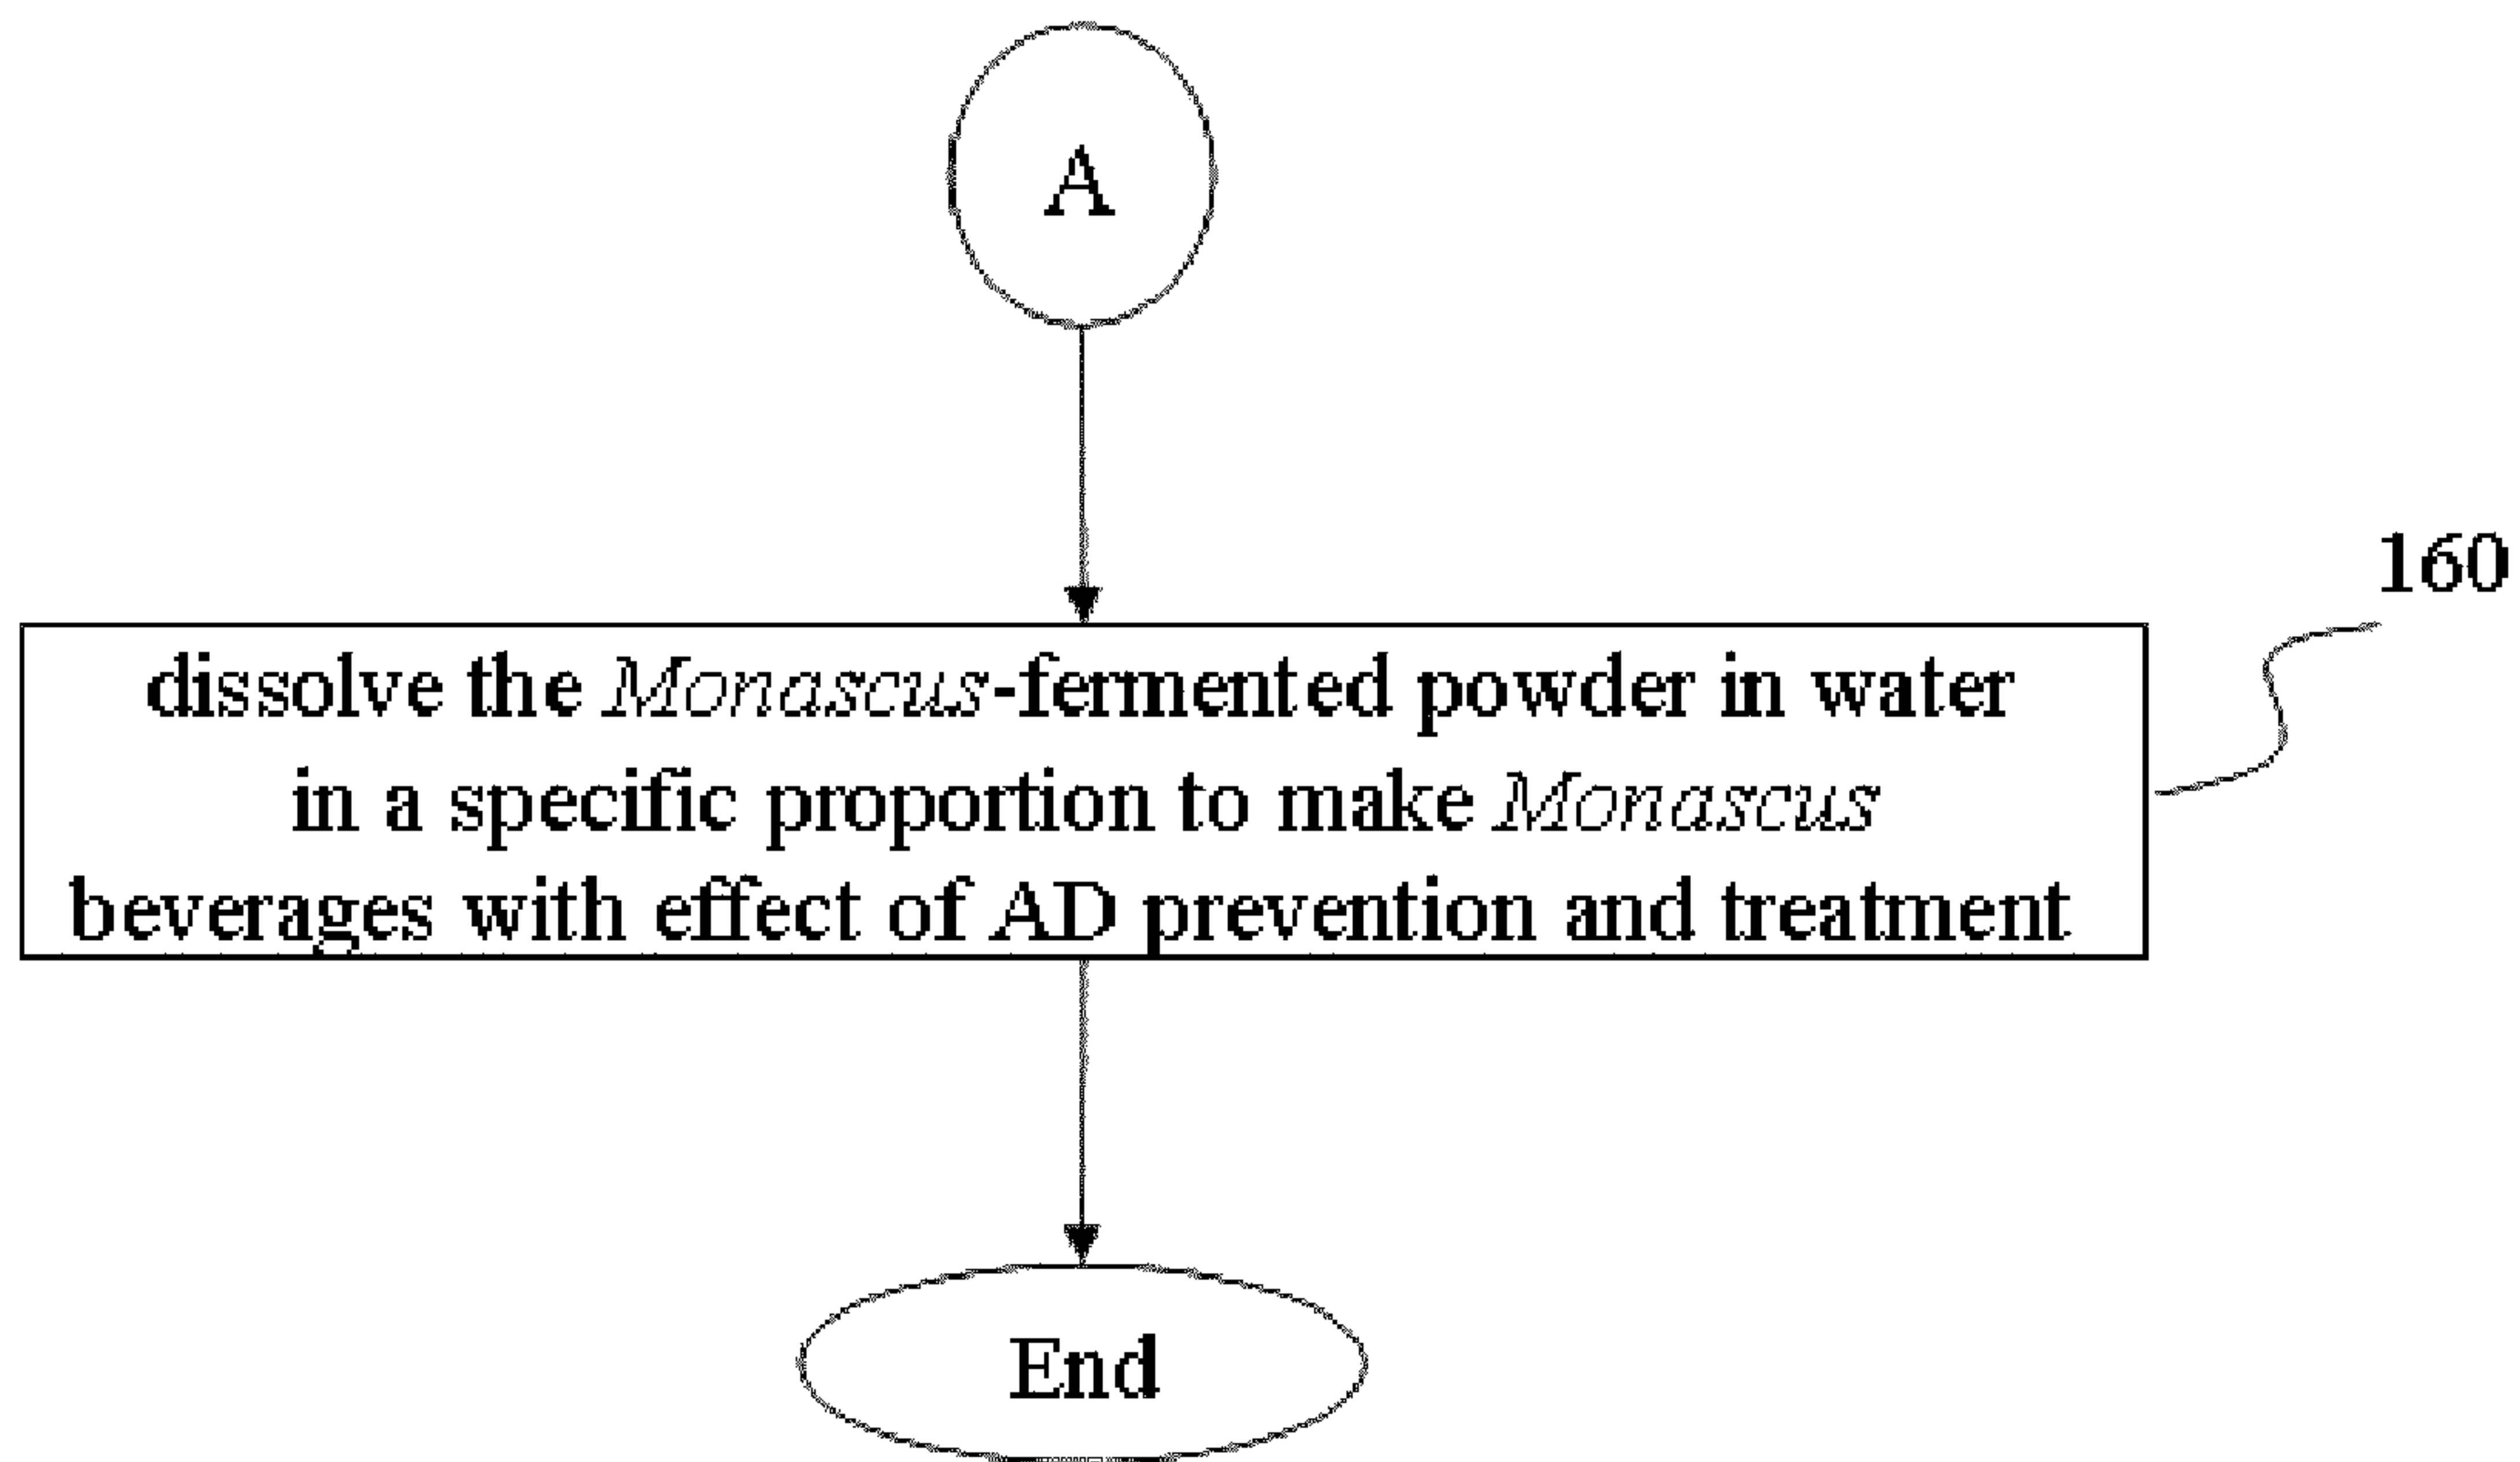 A
160
dissolve the Monascus-fermented powder in water
in a specific proportion to make Monascus
beverages with effect of AD prevention and treatment
End